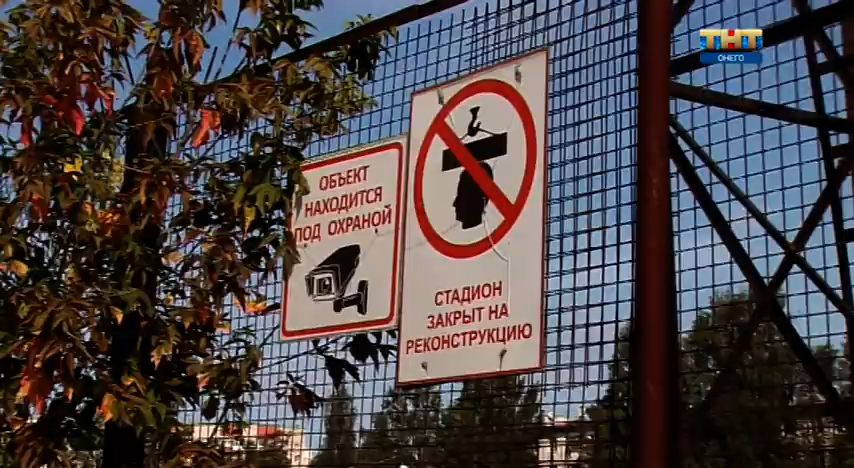 ТНТ
ОНЕГО
ОБЪЕКТ
НАХОДИТСЯ
ПОД ОХРАНОЙ
СТАДИОН
ЗАКРЫТ НА
РЕКОНСТРУКЦИЮ